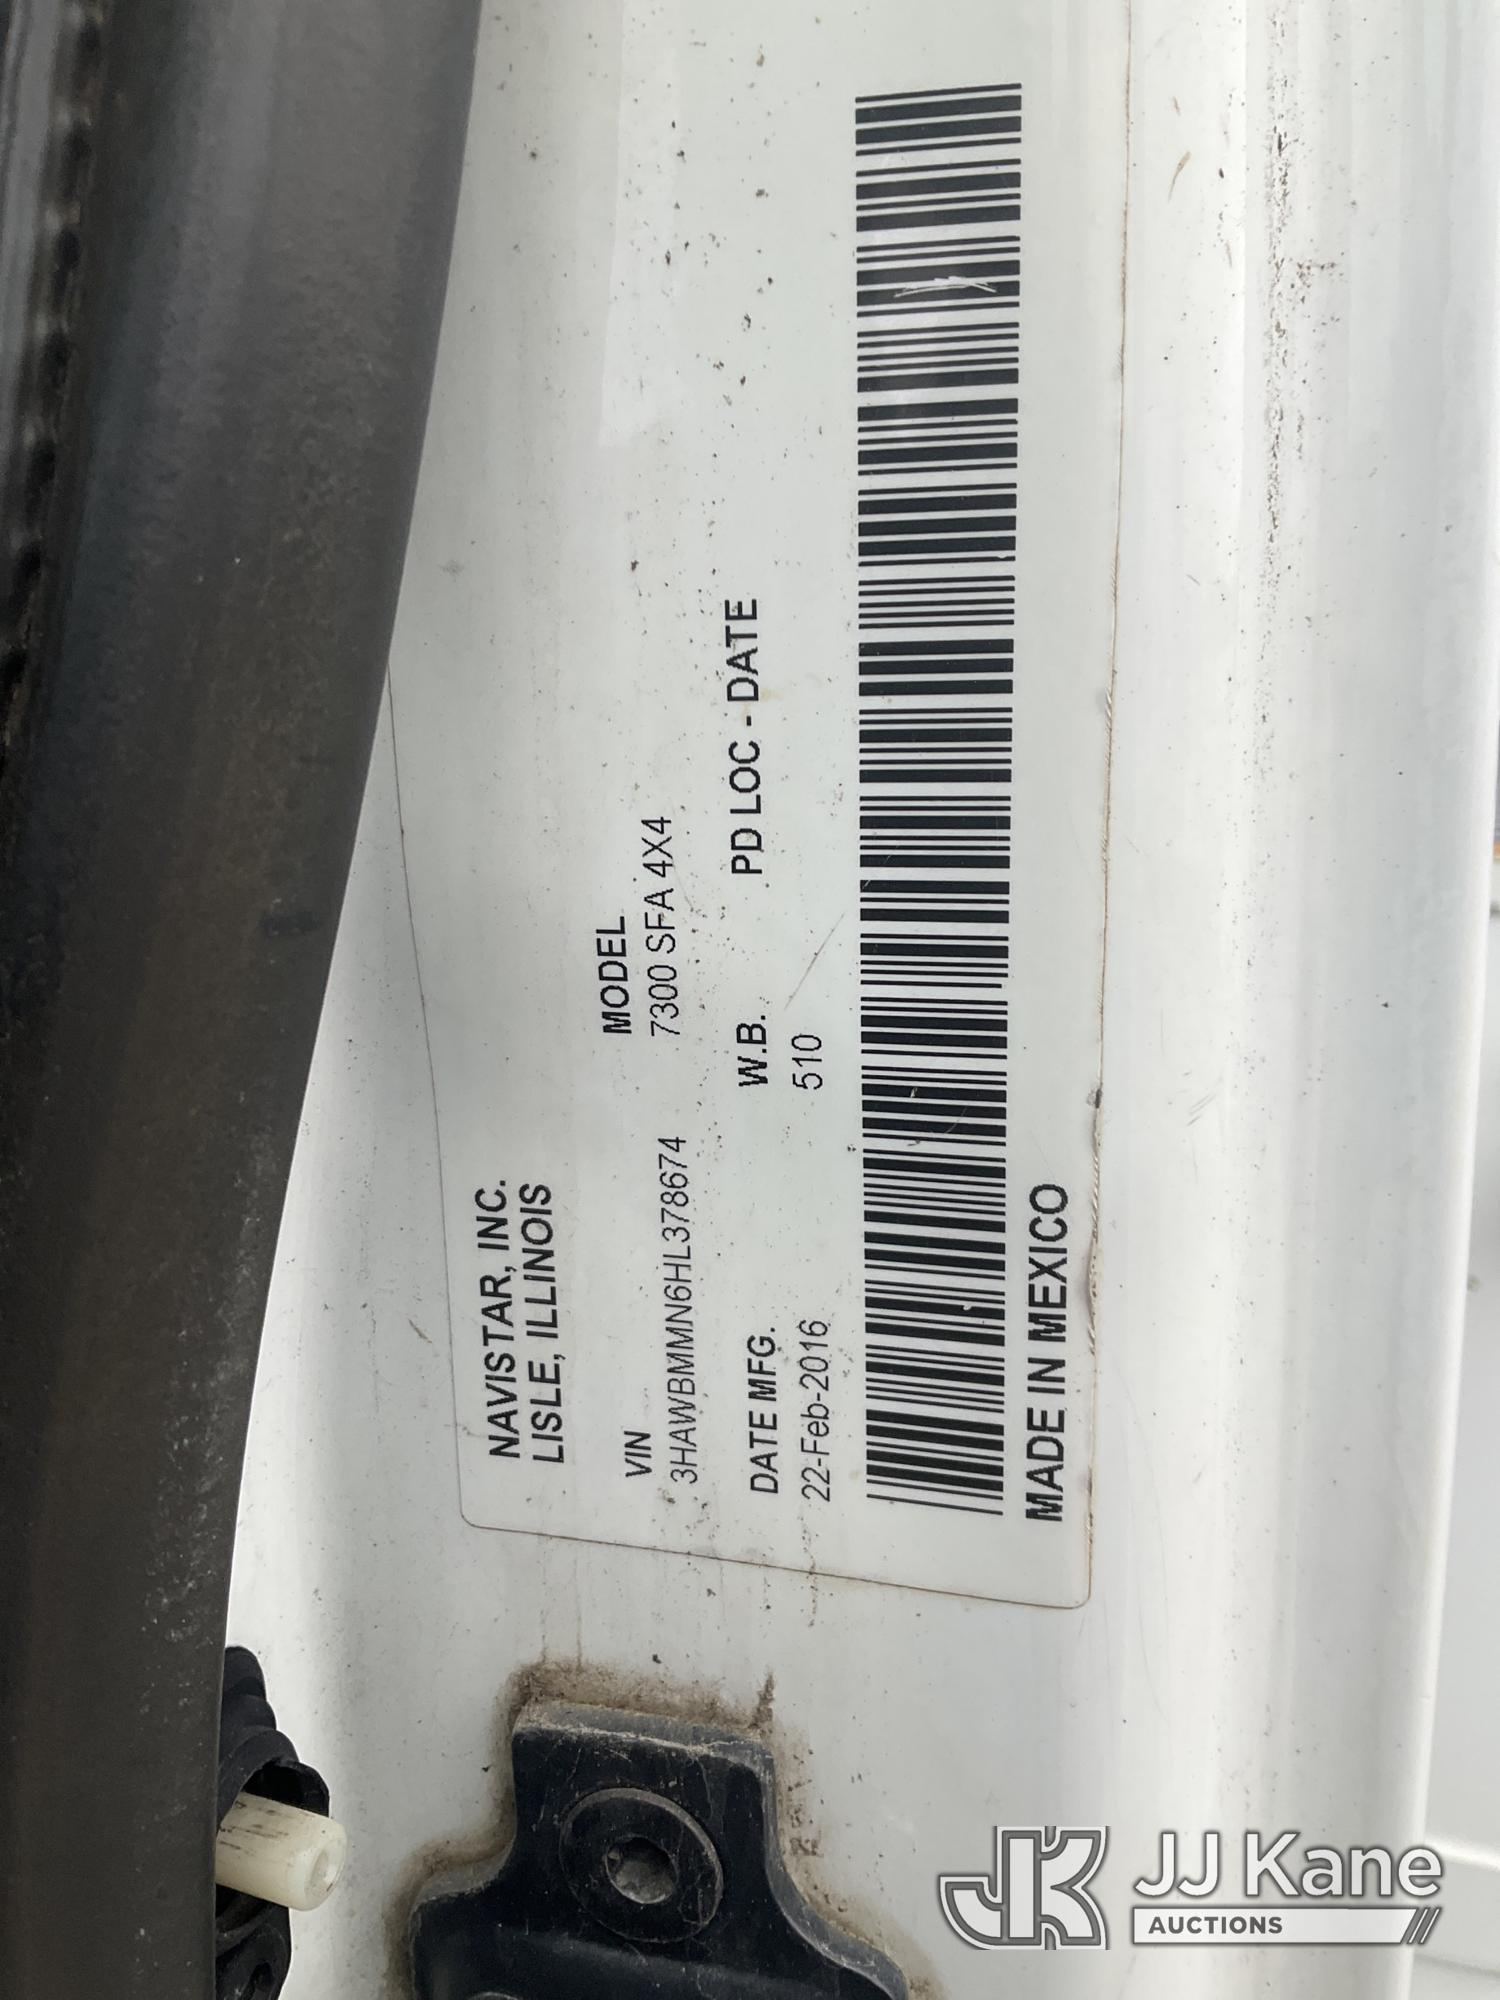 NAVISTAR, INC.
LISLE, ILLINOIS
VIN MODEL
3HAWBMMN6HL378674 7300 SFA 4X4
DATE MFG. W.B. PD LOC - DATE
22-Feb-2016 510
MADE IN MEXICO
JK JJ Kane
AUCTIONS